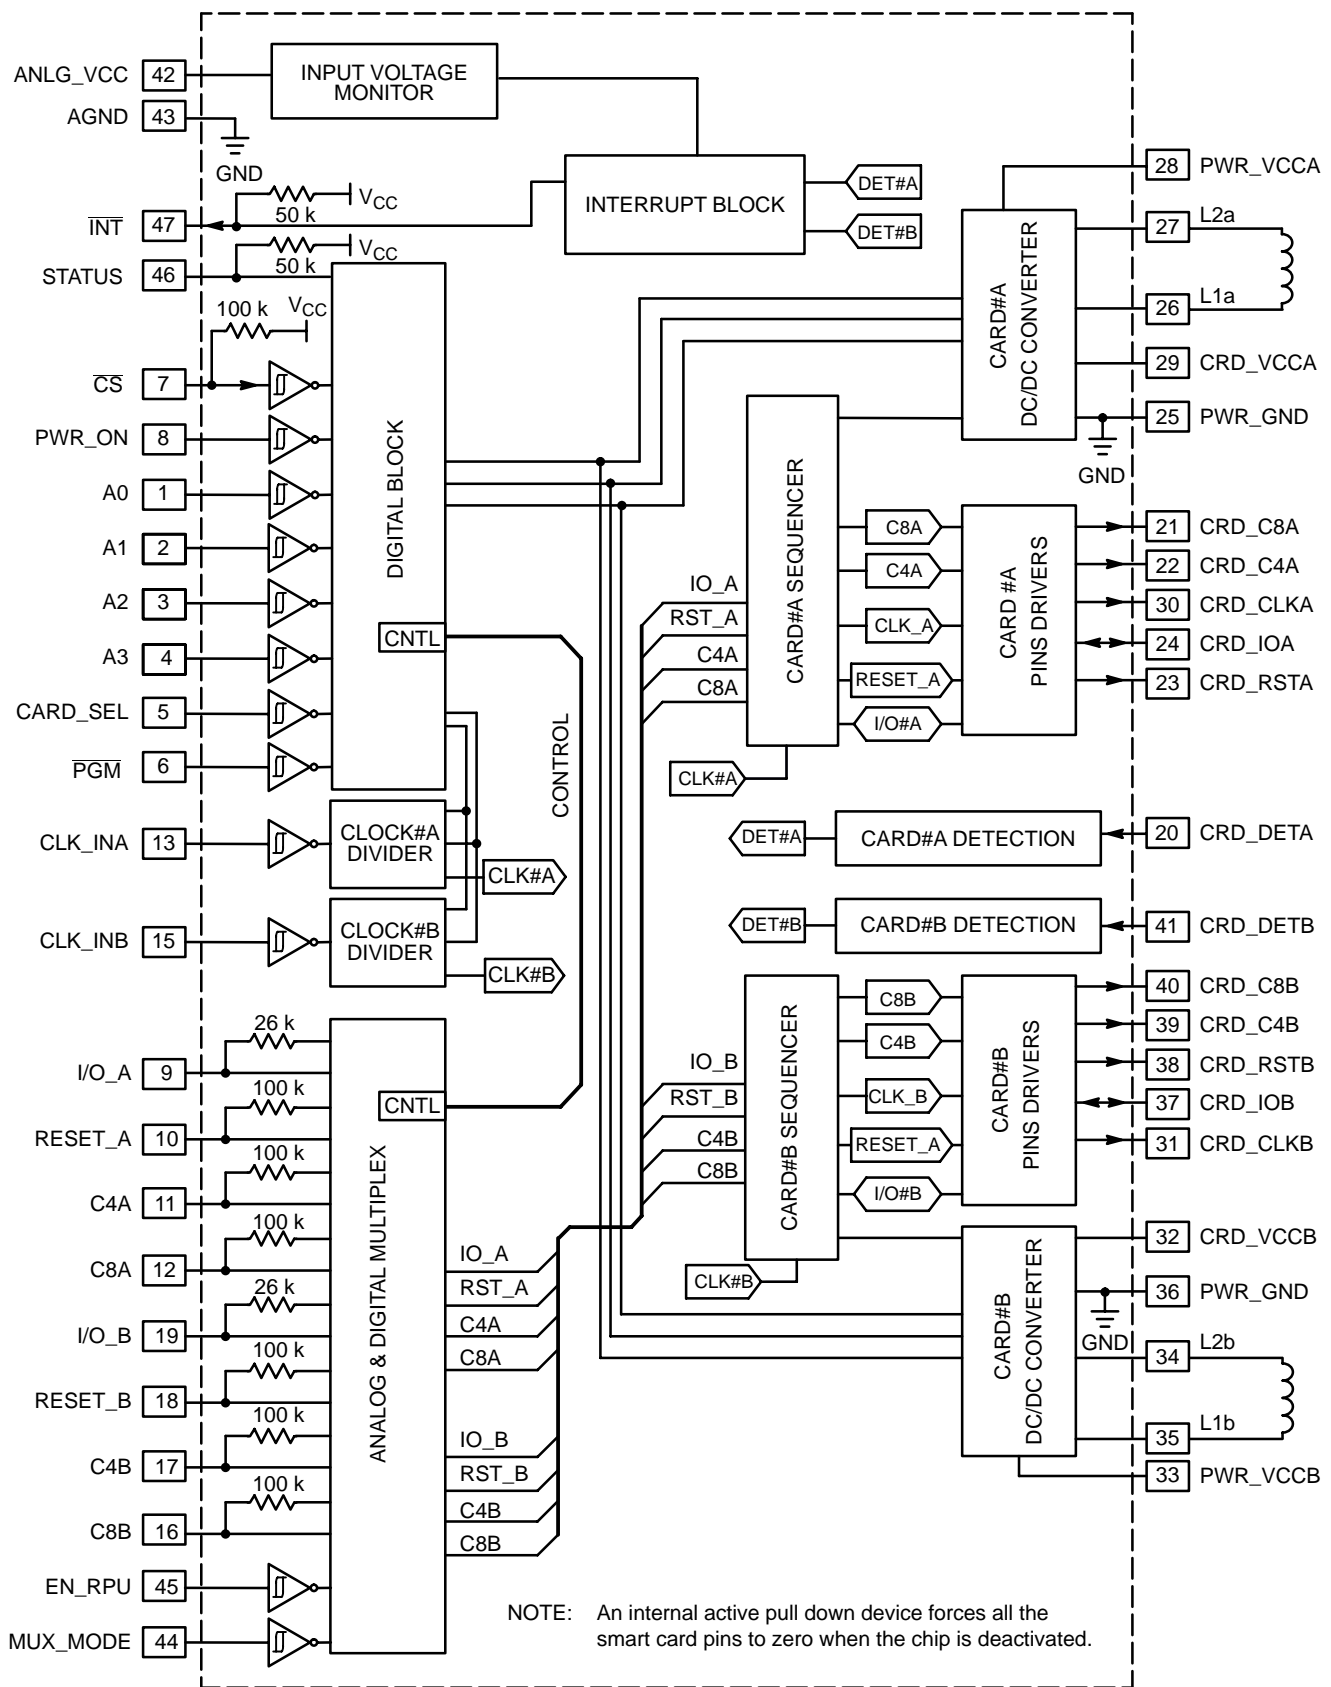 ANLG_VCC 42
INPUT VOLTAGE
MONITOR
AGND 43
GND
INTERRUPT BLOCK
DET#A
DET#B
28 PWR_VCCA
VCC
50 k
INT 47
27 L2a
VCC
50 k
STATUS 46
CARD#A
DC/DC CONVERTER
26 L1a
100 k
VCC
29 CRD_VCCA
CS 7
25 PWR_GND
GND
PWR_ON 8
A0 1
A1 2
A2 3
A3 4
CARD_SEL 5
PGM 6
DIGITAL BLOCK
CNTL
CONTROL
CARD#A SEQUENCER
IO_A
RST_A
C4A
C8A
C8A
C4A
CLK_A
RESET_A
I/O#A
CLK#A
CARD #A
PINS DRIVERS
21 CRD_C8A
22 CRD_C4A
30 CRD_CLKA
24 CRD_IOA
23 CRD_RSTA
CLK_INA 13
CLOCK#A
DIVIDER
CLK#A
DET#A
CARD#A DETECTION
20 CRD_DETA
CLK_INB 15
CLOCK#B
DIVIDER
CLK#B
DET#B
CARD#B DETECTION
41 CRD_DETB
CARD#B SEQUENCER
IO_B
RST_B
C4B
C8B
C8B
C4B
CLK_B
RESET_A
I/O#B
CLK#B
CARD#B
PINS DRIVERS
40 CRD_C8B
39 CRD_C4B
38 CRD_RSTB
37 CRD_IOB
31 CRD_CLKB
26 k
I/O_A 9
100 k
RESET_A 10
100 k
C4A 11
100 k
C8A 12
26 k
I/O_B 19
100 k
RESET_B 18
100 k
C4B 17
100 k
C8B 16
EN_RPU 45
MUX_MODE 44
ANALOG & DIGITAL MULTIPLEX
CNTL
IO_A
RST_A
C4A
C8A
IO_B
RST_B
C4B
C8B
CARD#B
DC/DC CONVERTER
32 CRD_VCCB
36 PWR_GND
GND
34 L2b
35 L1b
33 PWR_VCCB
NOTE: An internal active pull down device forces all the
smart card pins to zero when the chip is deactivated.